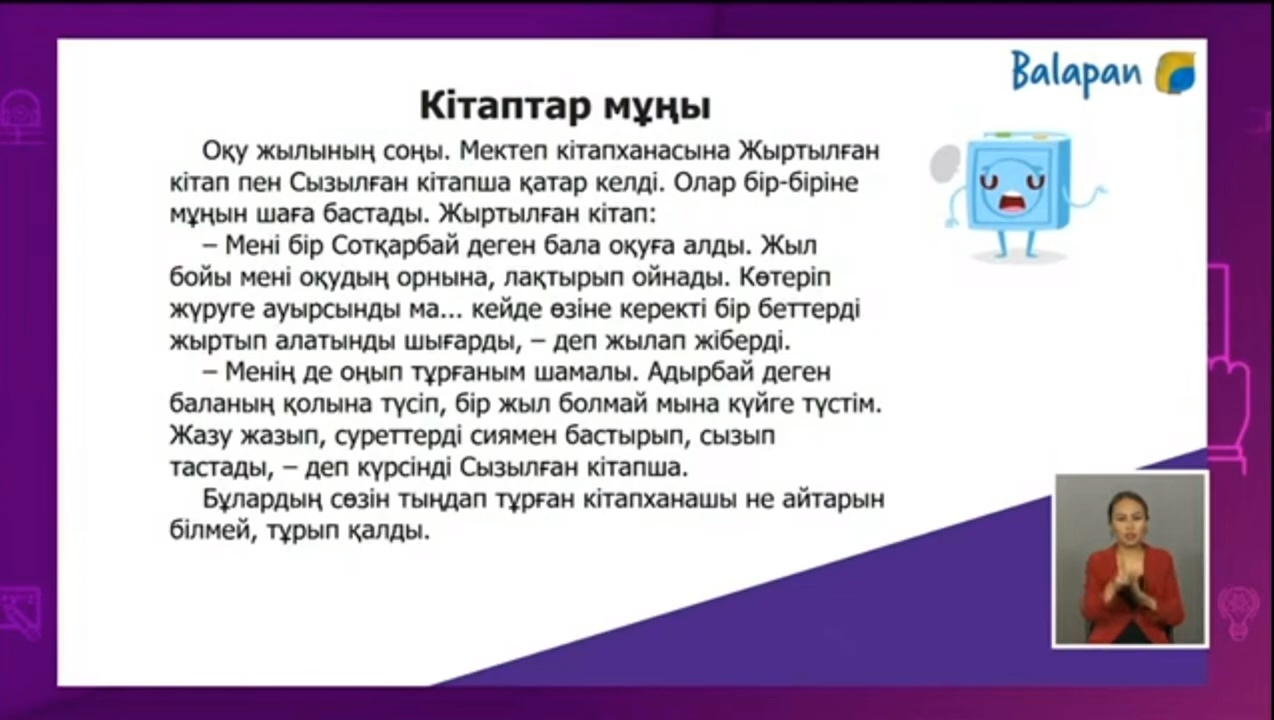 Balapan
Кітаптар мұңы
Оқу жылының соңы. Мектеп кітапханасына Жыртылған
кітап пен Сызылған кітапша қатар келді. Олар бір-біріне
мұңын шаға бастады. Жыртылған кітап:
– Мені бір Сотқарбай деген бала оқуға алды. Жыл
бойы мені оқудың орнына, лақтырып ойнады. Көтеріп
жүруге ауырсынды ма... кейде өзіне керекті бір беттерді
жыртып алатынды шығарды, – деп жылап жіберді.
– Менің де оңып тұрғаным шамалы. Адырбай деген
баланың қолына түсіп, бір жыл болмай мына күйге түстім.
Жазу жазып, суреттерді сиямен бастырып, сызып
тастады, – деп күрсінді Сызылған кітапша.
Бұлардың сөзін тыңдап тұрған кітапханашы не айтарын
білмей, тұрып қалды.